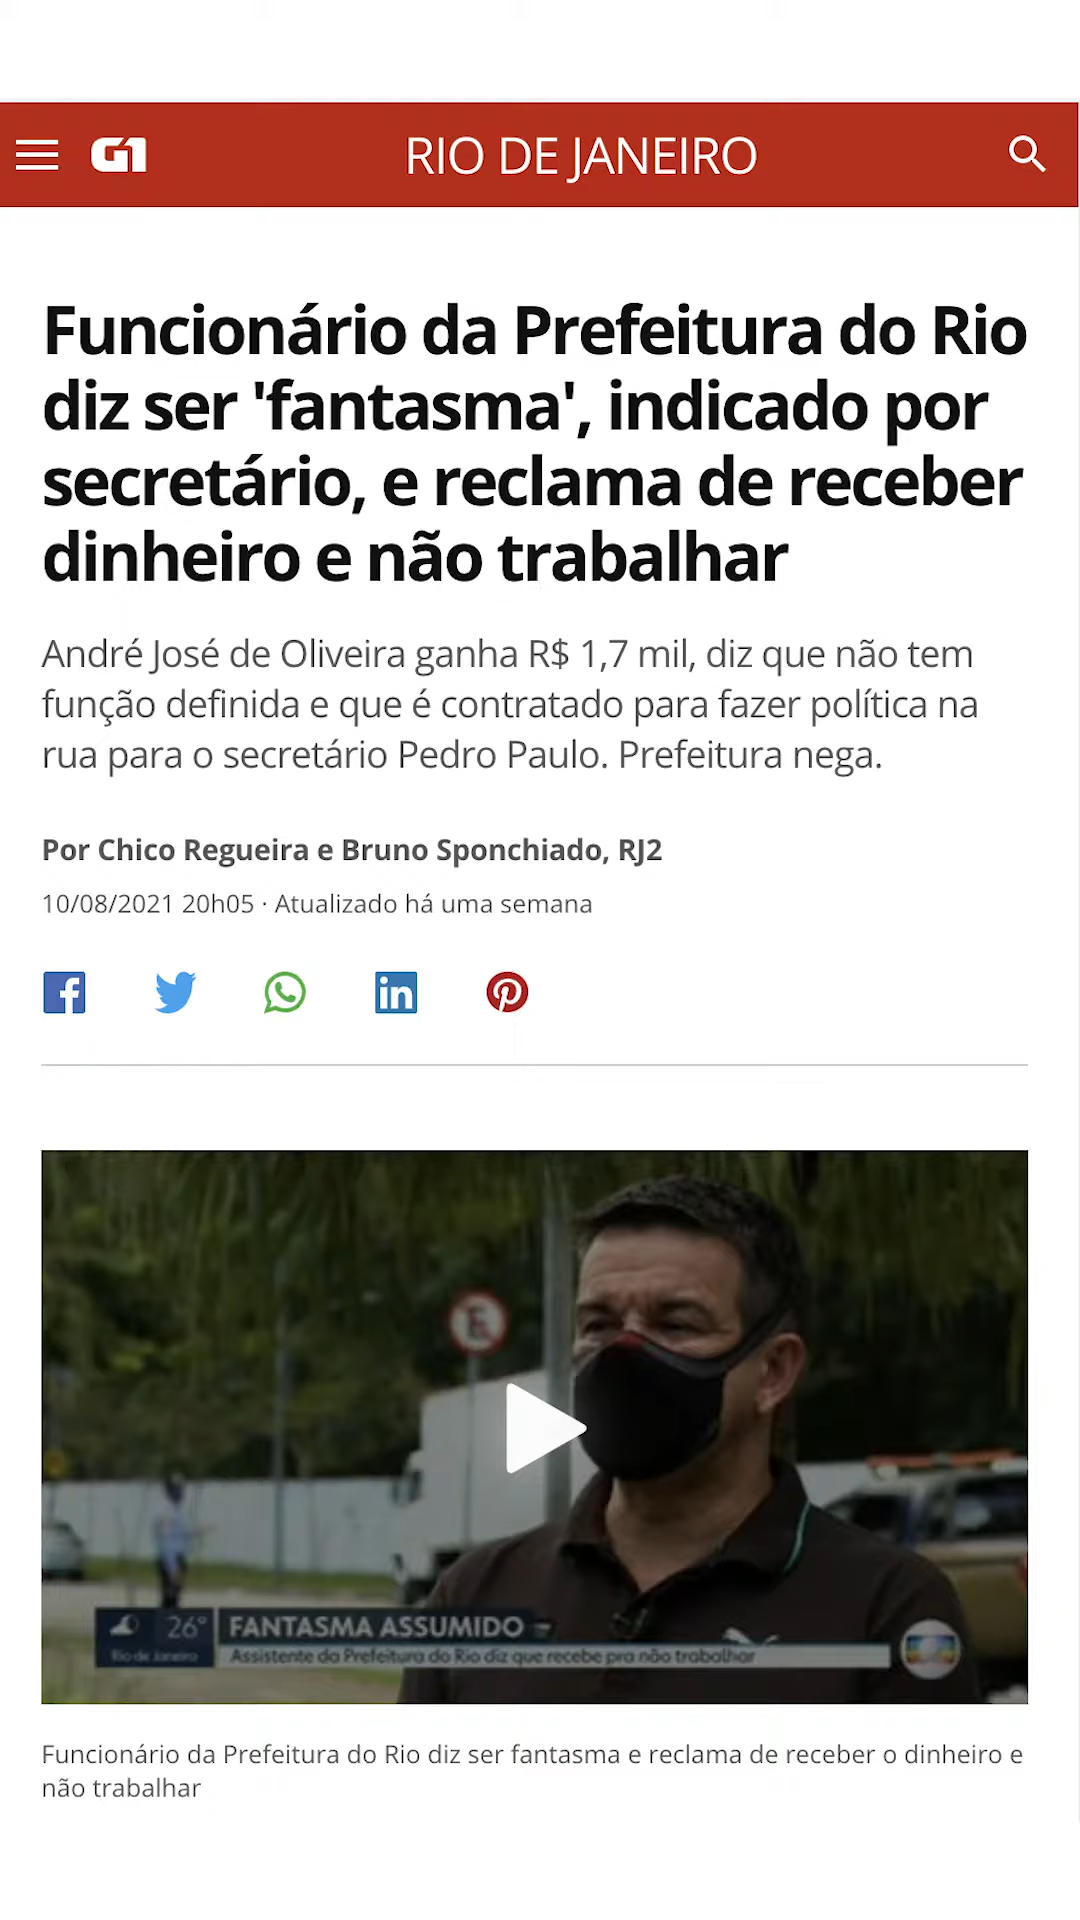 G1
RIO DE JANEIRO
Funcionário da Prefeitura do Rio
diz ser 'fantasma', indicado por
secretário, e reclama de receber
dinheiro e não trabalhar
André José de Oliveira ganha R$ 1,7 mil, diz que não tem
função definida e que é contratado para fazer política na
rua para o secretário Pedro Paulo. Prefeitura nega.
Por Chico Regueira e Bruno Sponchiado, RJ2
10/08/2021 20h05 · Atualizado há uma semana
f
in
E
26°
Rio de Janeiro
FANTASMA ASSUMIDO
Assistente da Prefeitura do Rio diz que recebe pra não trabalhar
Funcionário da Prefeitura do Rio diz ser fantasma e reclama de receber o dinheiro e
não trabalhar